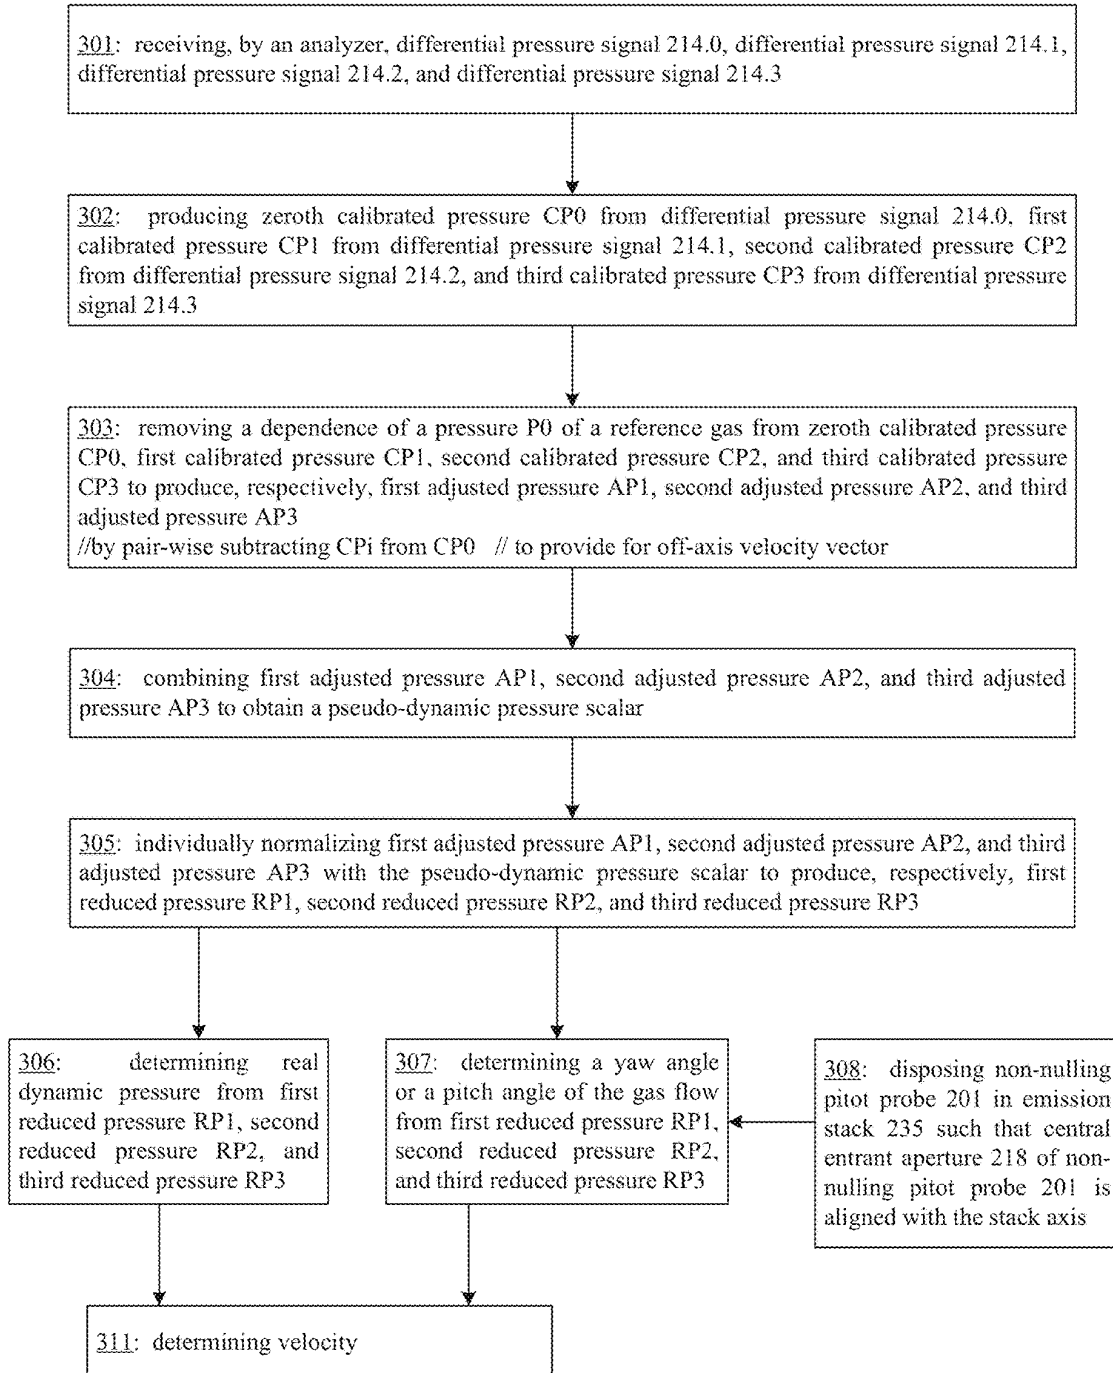 301: receiving, by an analyzer, differential pressure signal 214.0, differential pressure signal 214.1,
differential pressure signal 214.2, and differential pressure signal 214.3
302: producing zeroth calibrated pressure CP0 from differential pressure signal 214.0, first
calibrated pressure CP1 from differential pressure signal 214.1, second calibrated pressure CP2
from differential pressure signal 214.2, and third calibrated pressure CP3 from differential pressure
signal 214.3
303: removing a dependence of a pressure P0 of a reference gas from zeroth calibrated pressure
CP0, first calibrated pressure CP1, second calibrated pressure CP2, and third calibrated pressure
CP3 to produce, respectively, first adjusted pressure AP1, second adjusted pressure AP2, and third
adjusted pressure AP3
//by pair-wise subtracting CPi from CP0 // to provide for off-axis velocity vector
304: combining first adjusted pressure AP1, second adjusted pressure AP2, and third adjusted
pressure AP3 to obtain a pseudo-dynamic pressure scalar
305: individually normalizing first adjusted pressure AP1, second adjusted pressure AP2, and third
adjusted pressure AP3 with the pseudo-dynamic pressure scalar to produce, respectively, first
reduced pressure RP1, second reduced pressure RP2, and third reduced pressure RP3
306: determining real
dynamic pressure from first
reduced pressure RP1, second
reduced pressure RP2, and
third reduced pressure RP3
307: determining a yaw angle
or a pitch angle of the gas flow
from first reduced pressure RP1,
second reduced pressure RP2,
and third reduced pressure RP3
308: disposing non-nulling
pitot probe 201 in emission
stack 235 such that central
entrant aperture 218 of non-
nulling pitot probe 201 is
aligned with the stack axis
311: determining velocity